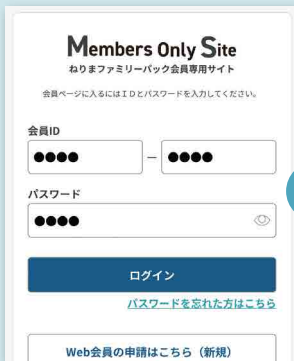 Members Only Site
ねりまファミリーパック会員専用サイト
会員ページに入るにはＩＤとパスワードを入力してください。
会員ID
●●●● － ●●●●
パスワード
●●●●
ログイン
パスワードを忘れた方はこちら
Web会員の申請はこちら（新規）